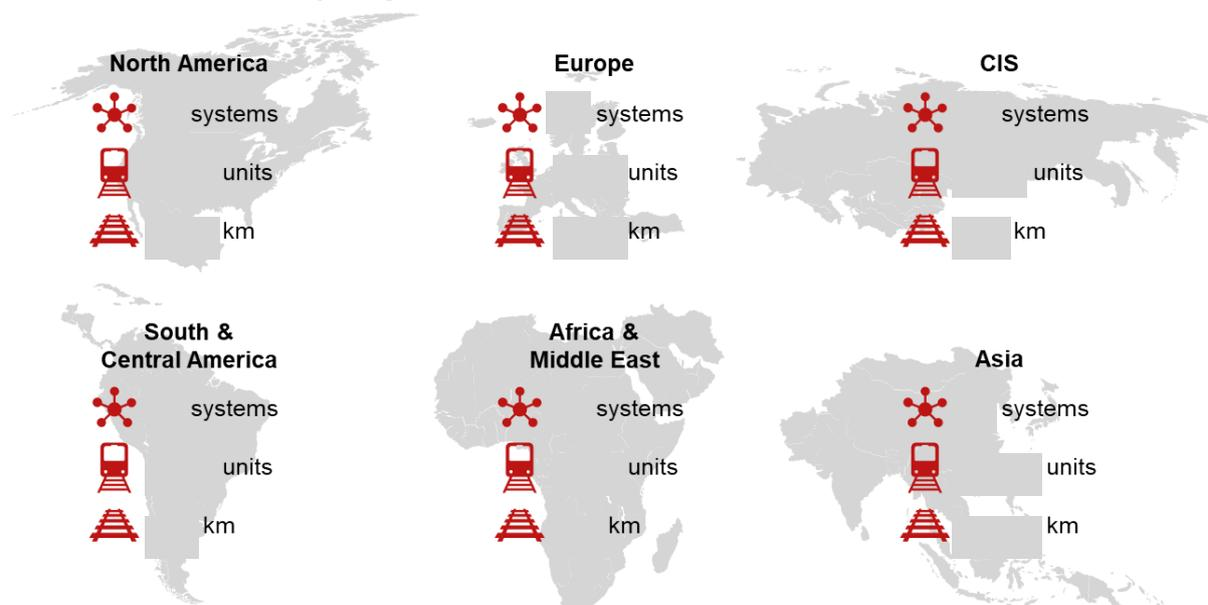 North America
systems
units
km
Europe
systems
units
km
CIS
systems
units
km
South &
Central America
systems
units
km
Africa &
Middle East
systems
units
km
Asia
systems
units
km